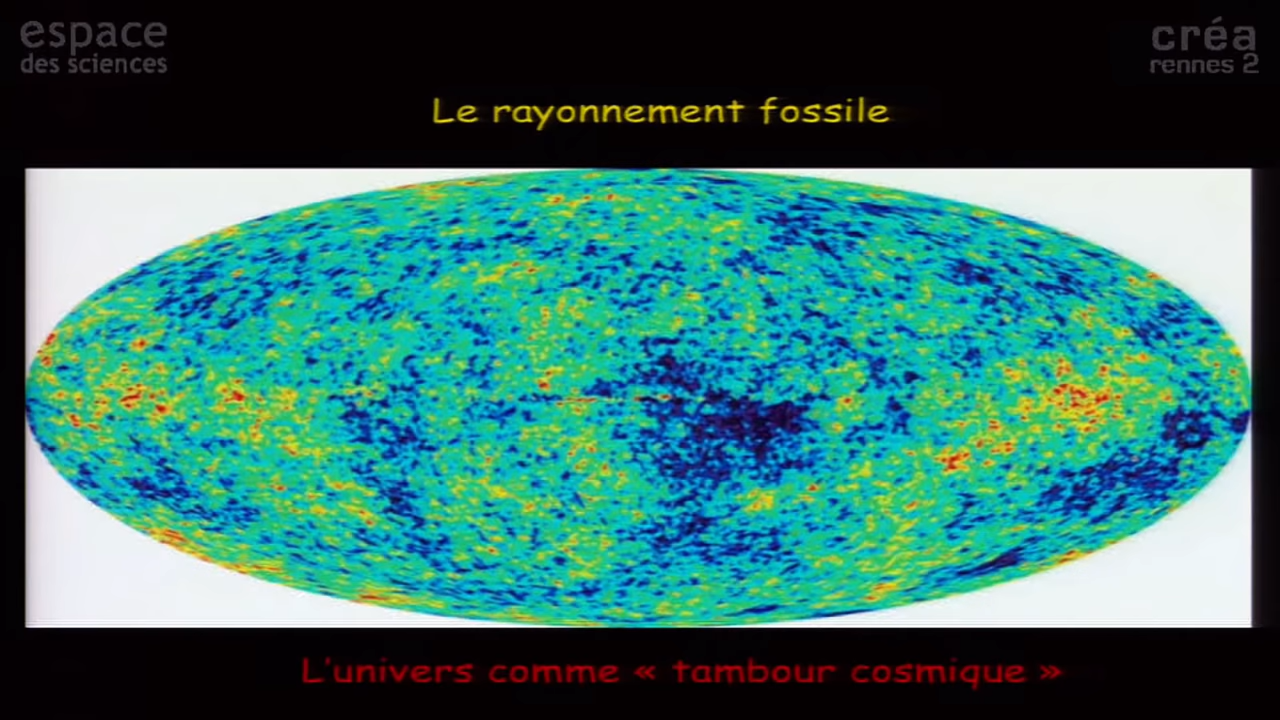 espace
des sciences
créa
rennes 2
Le rayonnement fossile
L'univers comme « tambour cosmique »